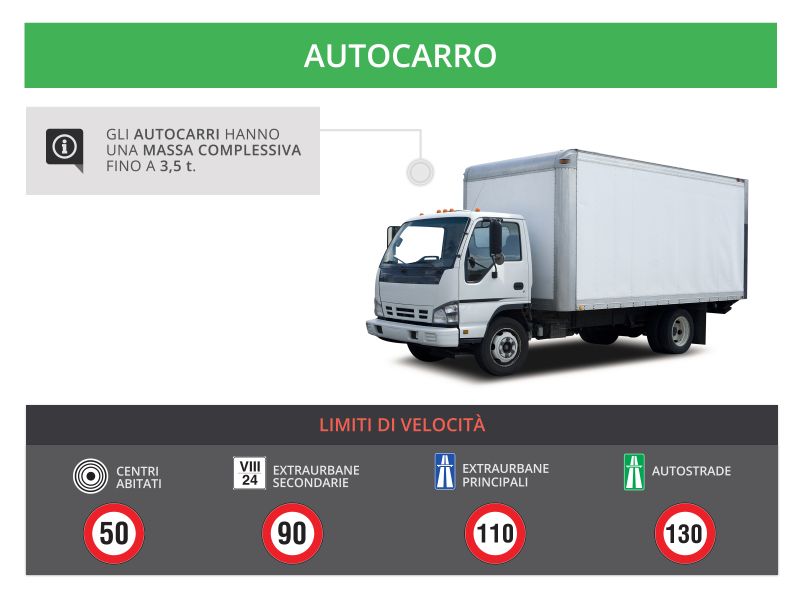 AUTOCARRO
GLI AUTOCARRI HANNO
UNA MASSA COMPLESSIVA
FINO A 3,5 t.
LIMITI DI VELOCITÀ
CENTRI
ABITATI
VIII
24
EXTRAURBANE
SECONDARIE
EXTRAURBANE
PRINCIPALI
AUTOSTRADE
50
90
110
130